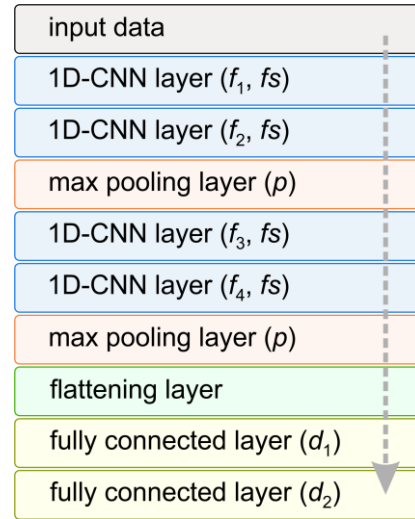 input data
1D-CNN layer (f₁, fs)
1D-CNN layer (f₂, fs)
max pooling layer (p)
1D-CNN layer (f₃, fs)
1D-CNN layer (f₄, fs)
max pooling layer (p)
flattening layer
fully connected layer (d₁)
fully connected layer (d₂)